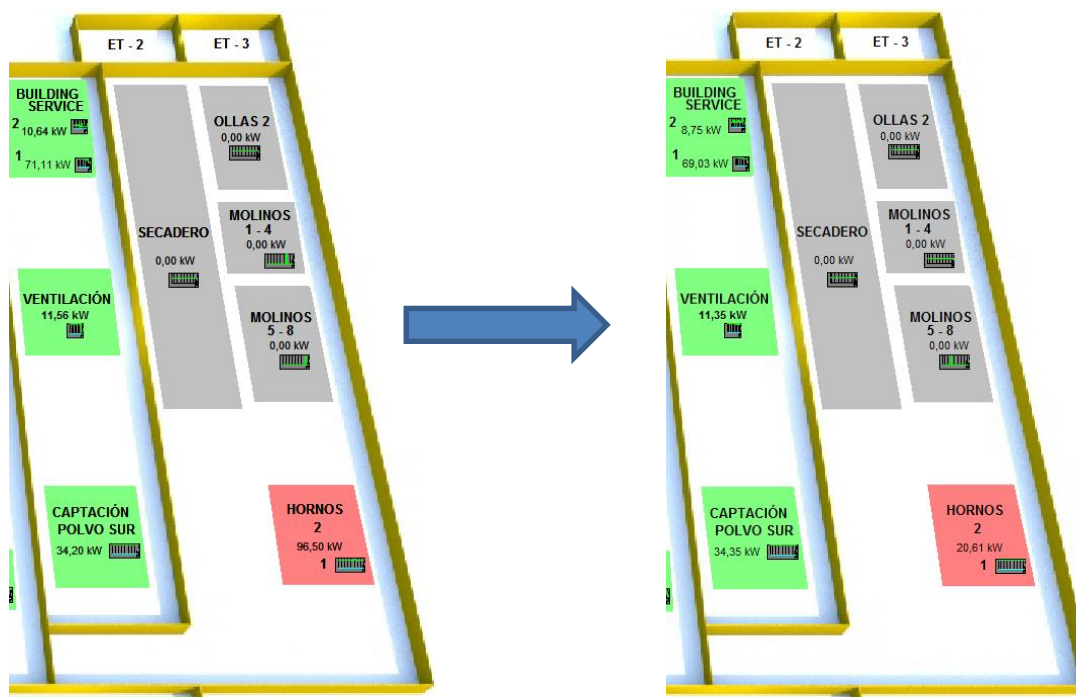 ET - 2
ET - 3
BUILDING
SERVICE
2 10,64 kW
1 71,11 kW
OLLAS 2
0,00 kW
MOLINOS
1 - 4
0,00 kW
SECADERO
0,00 kW
VENTILACIÓN
11,56 kW
MOLINOS
5 - 8
0,00 kW
CAPTACIÓN
POLVO SUR
34,20 kW
HORNOS
2
96,50 kW
1
ET - 2
ET - 3
BUILDING
SERVICE
2 8,75 kW
1 69,03 kW
OLLAS 2
0,00 kW
MOLINOS
1 - 4
0,00 kW
SECADERO
0,00 kW
VENTILACIÓN
11,35 kW
MOLINOS
5 - 8
0,00 kW
CAPTACIÓN
POLVO SUR
34,35 kW
HORNOS
2
20,61 kW
1